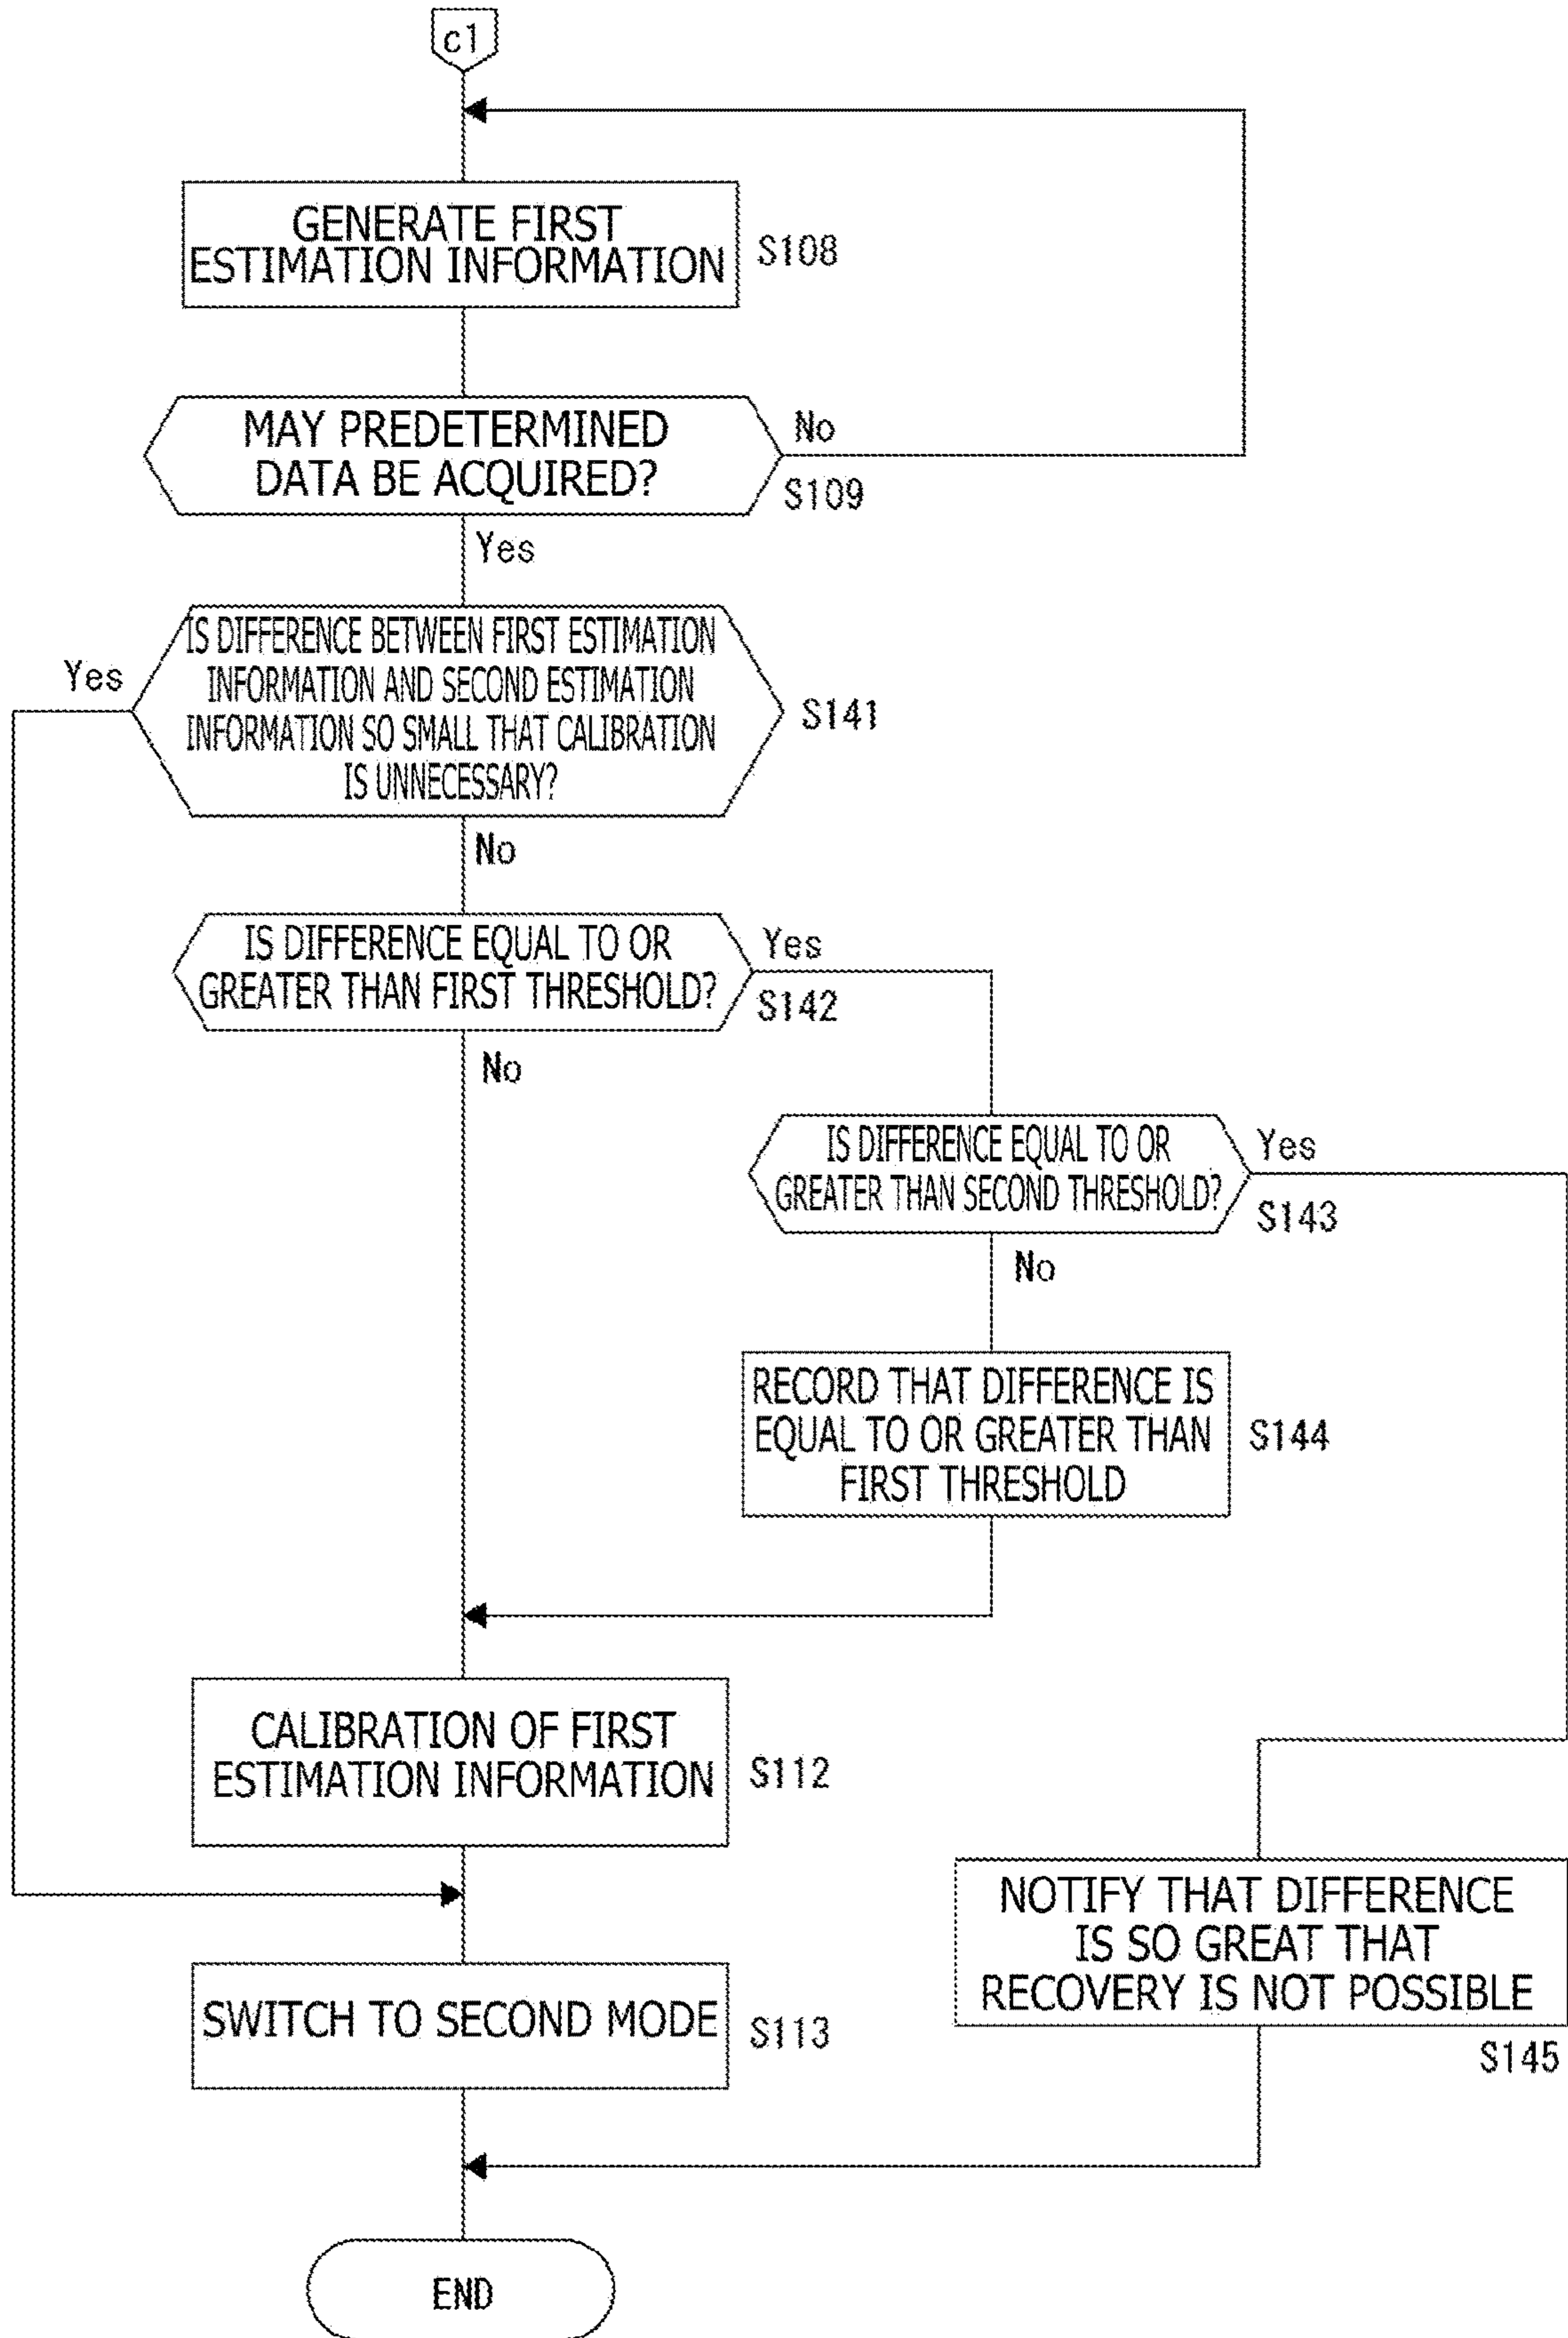 c1
GENERATE FIRST
ESTIMATION INFORMATION
S108
MAY PREDETERMINED
DATA BE ACQUIRED?
No
S109
Yes
IS DIFFERENCE BETWEEN FIRST ESTIMATION
INFORMATION AND SECOND ESTIMATION
INFORMATION SO SMALL THAT CALIBRATION
IS UNNECESSARY?
Yes
S141
No
IS DIFFERENCE EQUAL TO OR
GREATER THAN FIRST THRESHOLD?
Yes
S142
No
IS DIFFERENCE EQUAL TO OR
GREATER THAN SECOND THRESHOLD?
Yes
S143
No
RECORD THAT DIFFERENCE IS
EQUAL TO OR GREATER THAN
FIRST THRESHOLD
S144
CALIBRATION OF FIRST
ESTIMATION INFORMATION
S112
NOTIFY THAT DIFFERENCE
IS SO GREAT THAT
RECOVERY IS NOT POSSIBLE
S145
SWITCH TO SECOND MODE
S113
END